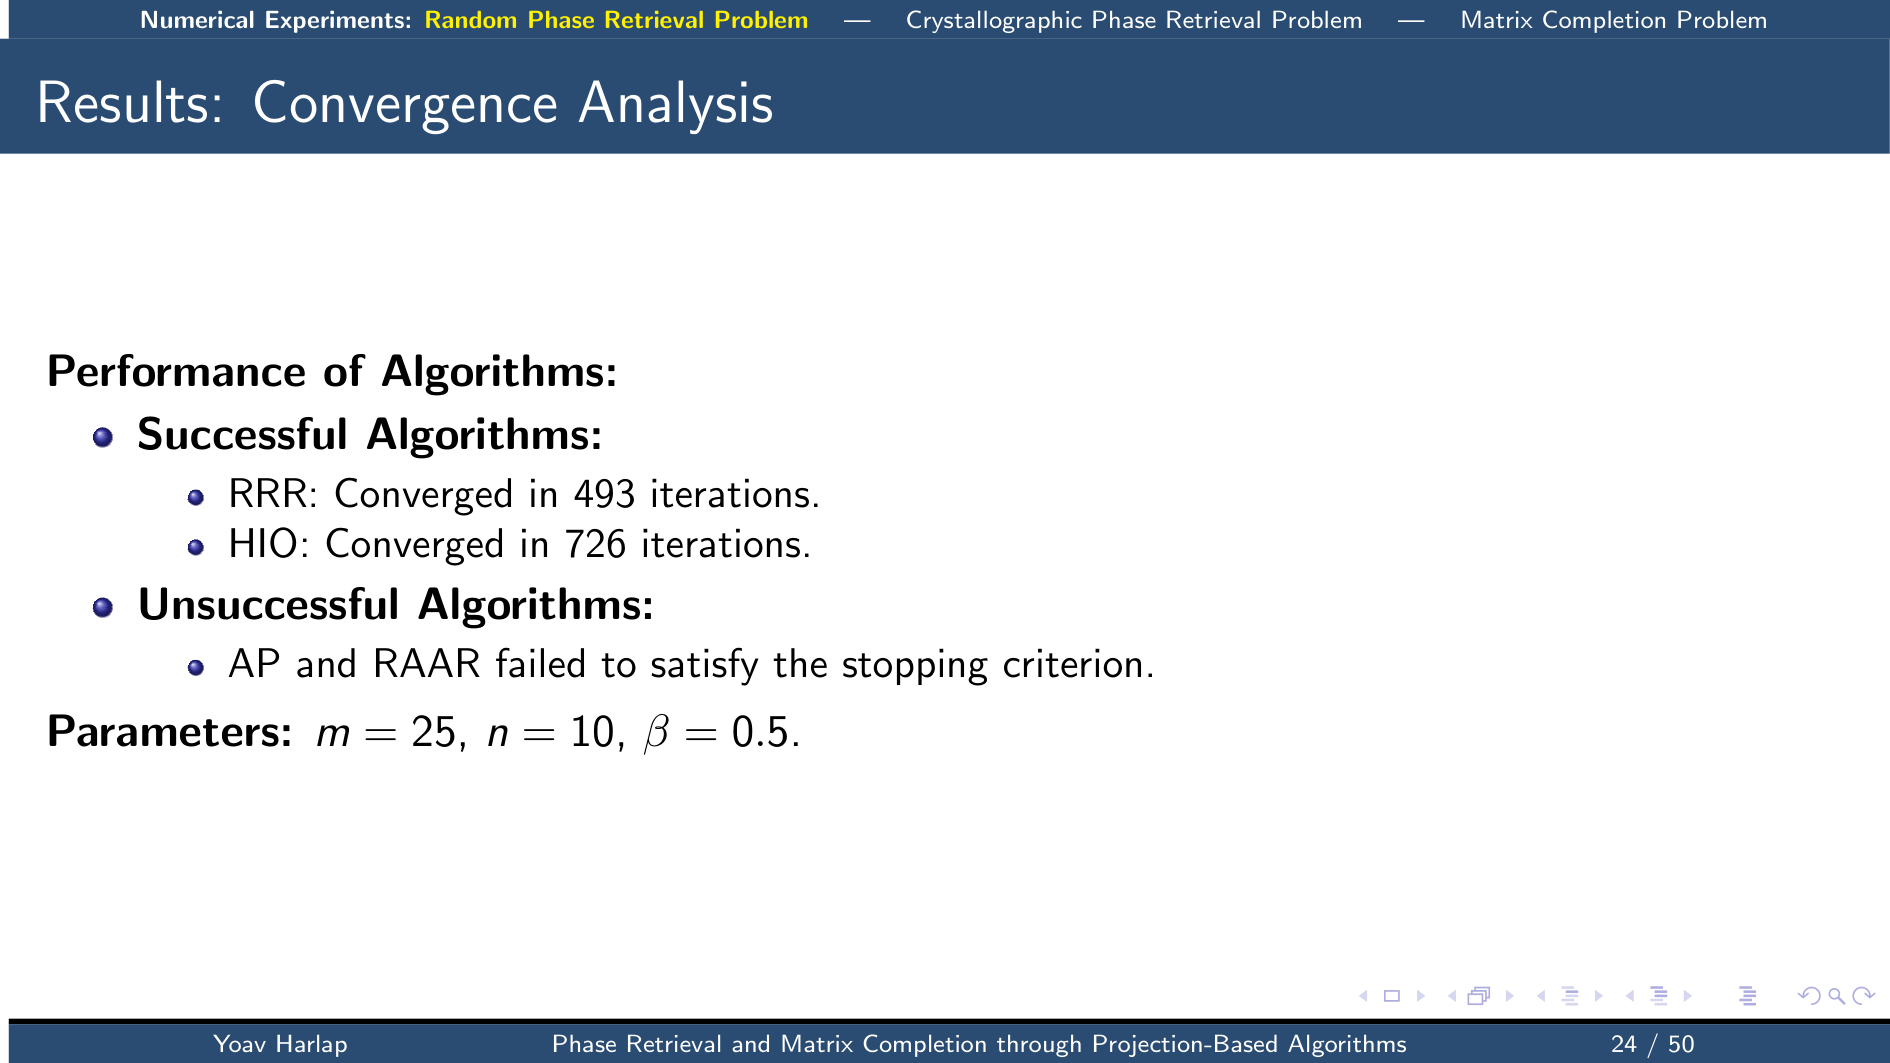 Numerical Experiments: Random Phase Retrieval Problem — Crystallographic Phase Retrieval Problem — Matrix Completion Problem
Results: Convergence Analysis
Performance of Algorithms:
Successful Algorithms:
RRR: Converged in 493 iterations.
HIO: Converged in 726 iterations.
Unsuccessful Algorithms:
AP and RAAR failed to satisfy the stopping criterion.
Parameters: m = 25, n = 10, β = 0.5.
Yoav Harlap Phase Retrieval and Matrix Completion through Projection-Based Algorithms 24 / 50